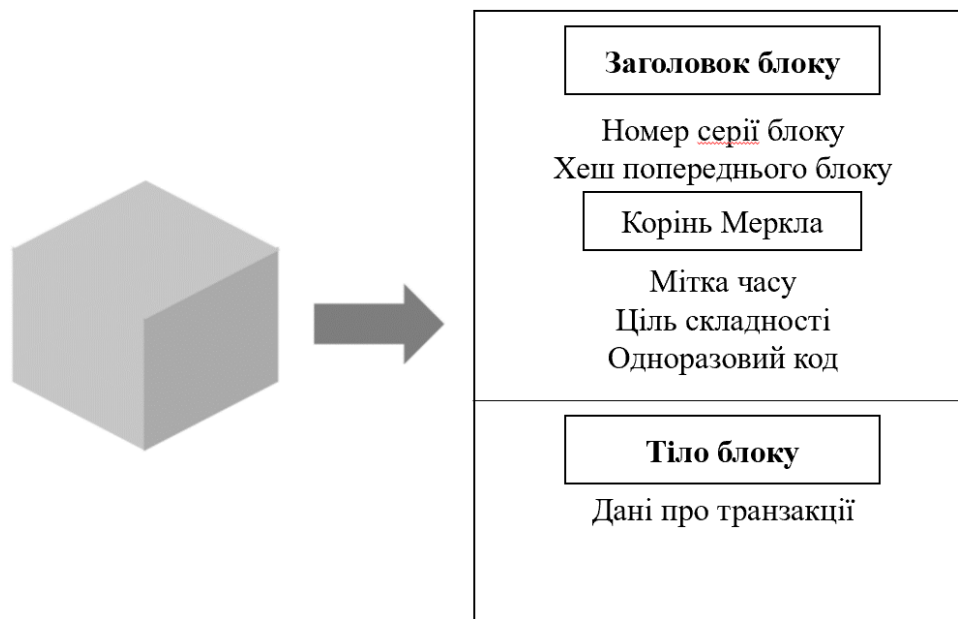 Заголовок блоку
Номер серії блоку
Хеш попереднього блоку
Корінь Меркла
Мітка часу
Ціль складності
Одноразовий код
Тіло блоку
Дані про транзакції